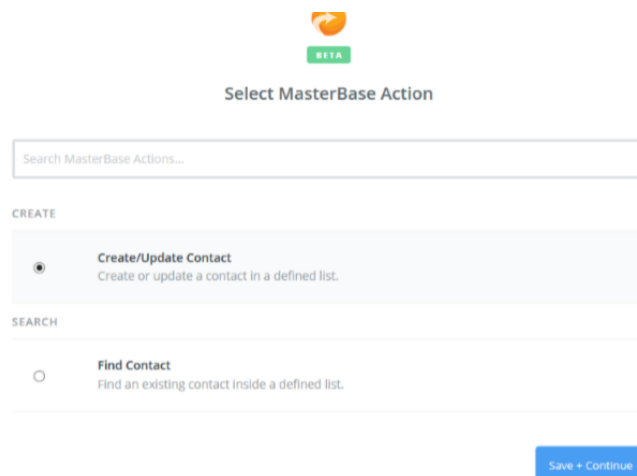 BETA
Select MasterBase Action
Search MasterBase Actions...
CREATE
Create/Update Contact
Create or update a contact in a defined list.
SEARCH
Find Contact
Find an existing contact inside a defined list.
Save + Continue